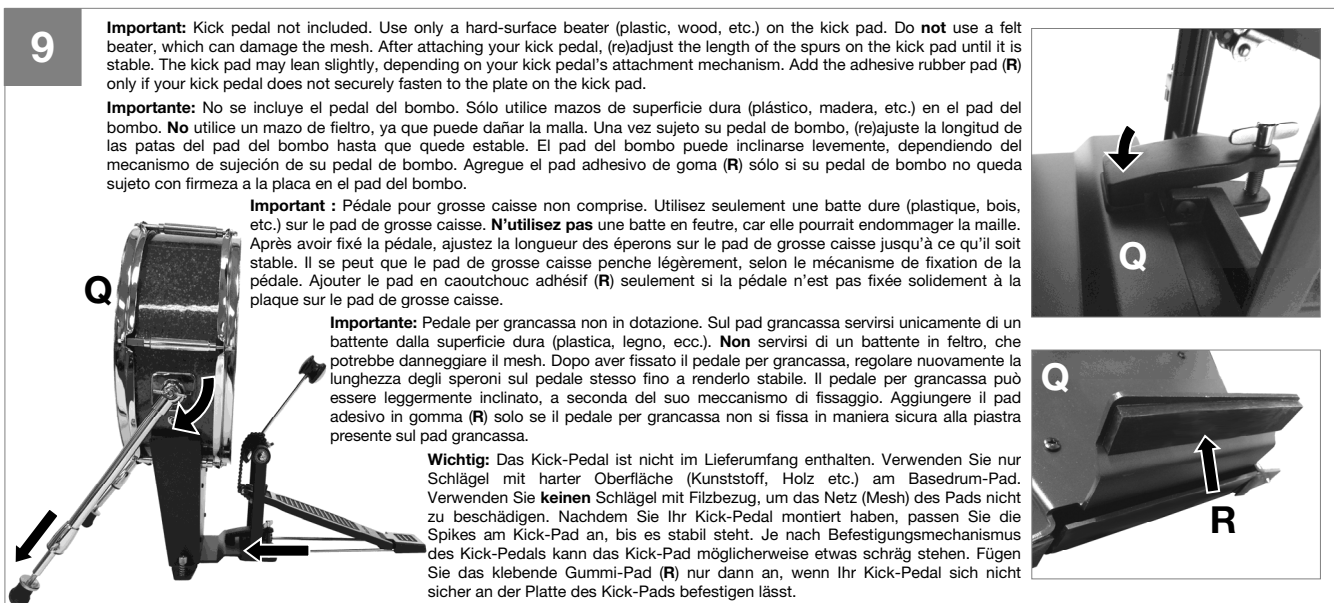 9
Important: Kick pedal not included. Use only a hard-surface beater (plastic, wood, etc.) on the kick pad. Do not use a felt
beater, which can damage the mesh. After attaching your kick pedal, (re)adjust the length of the spurs on the kick pad until it is
stable. The kick pad may lean slightly, depending on your kick pedal's attachment mechanism. Add the adhesive rubber pad (R)
only if your kick pedal does not securely fasten to the plate on the kick pad.
Importante: No se incluye el pedal del bombo. Sólo utilice mazos de superficie dura (plástico, madera, etc.) en el pad del
bombo. No utilice un mazo de fieltro, ya que puede dañar la malla. Una vez sujeto su pedal de bombo, (re)ajuste la longitud de
las patas del pad del bombo hasta que quede estable. El pad del bombo puede inclinarse levemente, dependiendo del
mecanismo de sujeción de su pedal de bombo. Agregue el pad adhesivo de goma (R) sólo si su pedal de bombo no queda
sujeto con firmeza a la placa en el pad del bombo.
Important : Pédale pour grosse caisse non comprise. Utilisez seulement une batte dure (plastique, bois,
etc.) sur le pad de grosse caisse. N'utilisez pas une batte en feutre, car elle pourrait endommager la maille.
Après avoir fixé la pédale, ajustez la longueur des éperons sur le pad de grosse caisse jusqu'à ce qu'il soit
stable. Il se peut que le pad de grosse caisse penche légèrement, selon le mécanisme de fixation de la
pédale. Ajouter le pad en caoutchouc adhésif (R) seulement si la pédale n'est pas fixée solidement à la
plaque sur le pad de grosse caisse.
Importante: Pedale per grancassa non in dotazione. Sul pad grancassa servirsi unicamente di un
battente dalla superficie dura (plastica, legno, ecc.). Non servirsi di un battente in feltro, che
potrebbe danneggiare il mesh. Dopo aver fissato il pedale per grancassa, regolare nuovamente la
lunghezza degli speroni sul pedale stesso fino a renderlo stabile. Il pedale per grancassa può
essere leggermente inclinato, a seconda del suo meccanismo di fissaggio. Aggiungere il pad
adesivo in gomma (R) solo se il pedale per grancassa non si fissa in maniera sicura alla piastra
presente sul pad grancassa.
Wichtig: Das Kick-Pedal ist nicht im Lieferumfang enthalten. Verwenden Sie nur
Schlägel mit harter Oberfläche (Kunststoff, Holz etc.) am Basedrum-Pad.
Verwenden Sie keinen Schlägel mit Filzbezug, um das Netz (Mesh) des Pads nicht
zu beschädigen. Nachdem Sie Ihr Kick-Pedal montiert haben, passen Sie die
Spikes am Kick-Pad an, bis es stabil steht. Je nach Befestigungsmechanismus
des Kick-Pedals kann das Kick-Pad möglicherweise etwas schräg stehen. Fügen
Sie das klebende Gummi-Pad (R) nur dann an, wenn Ihr Kick-Pedal sich nicht
sicher an der Platte des Kick-Pads befestigen lässt.
Q
Q
Q
R